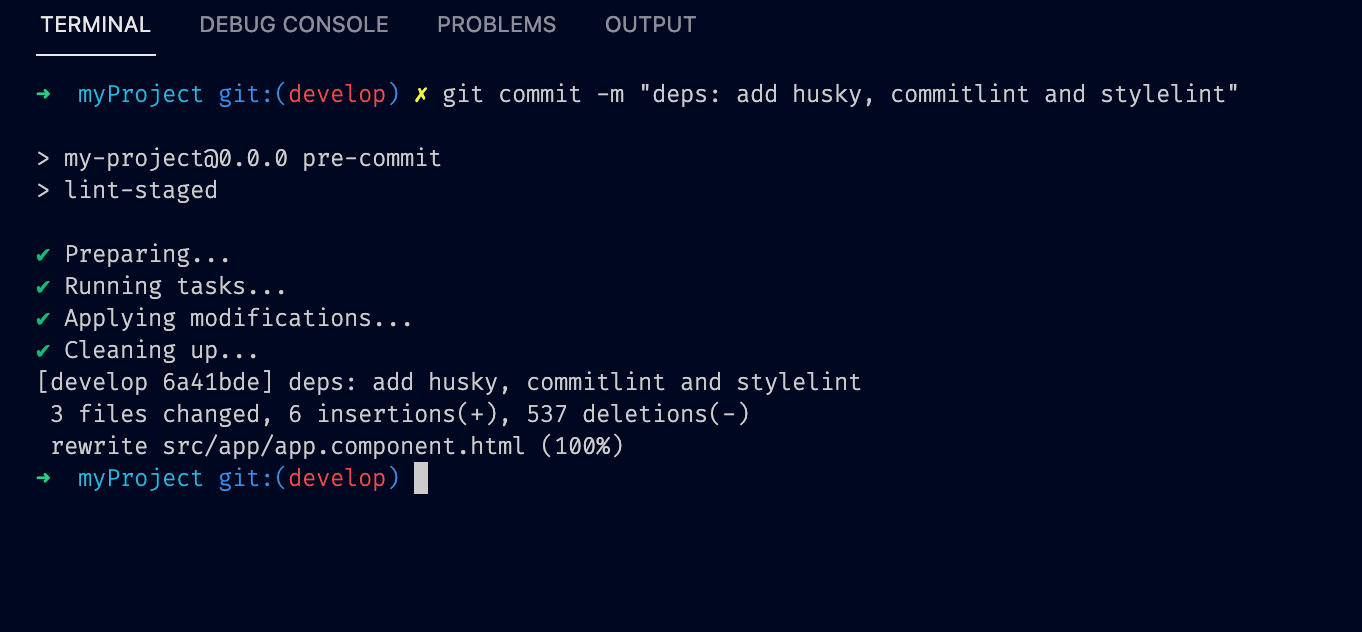 TERMINAL DEBUG CONSOLE PROBLEMS OUTPUT
➜ myProject git:(develop) ✗ git commit -m "deps: add husky, commitlint and stylelint"
> my-project@0.0.0 pre-commit
> lint-staged
✔ Preparing...
✔ Running tasks...
✔ Applying modifications...
✔ Cleaning up...
[develop 6a41bde] deps: add husky, commitlint and stylelint
3 files changed, 6 insertions(+), 537 deletions(-)
rewrite src/app/app.component.html (100%)
➜ myProject git:(develop)